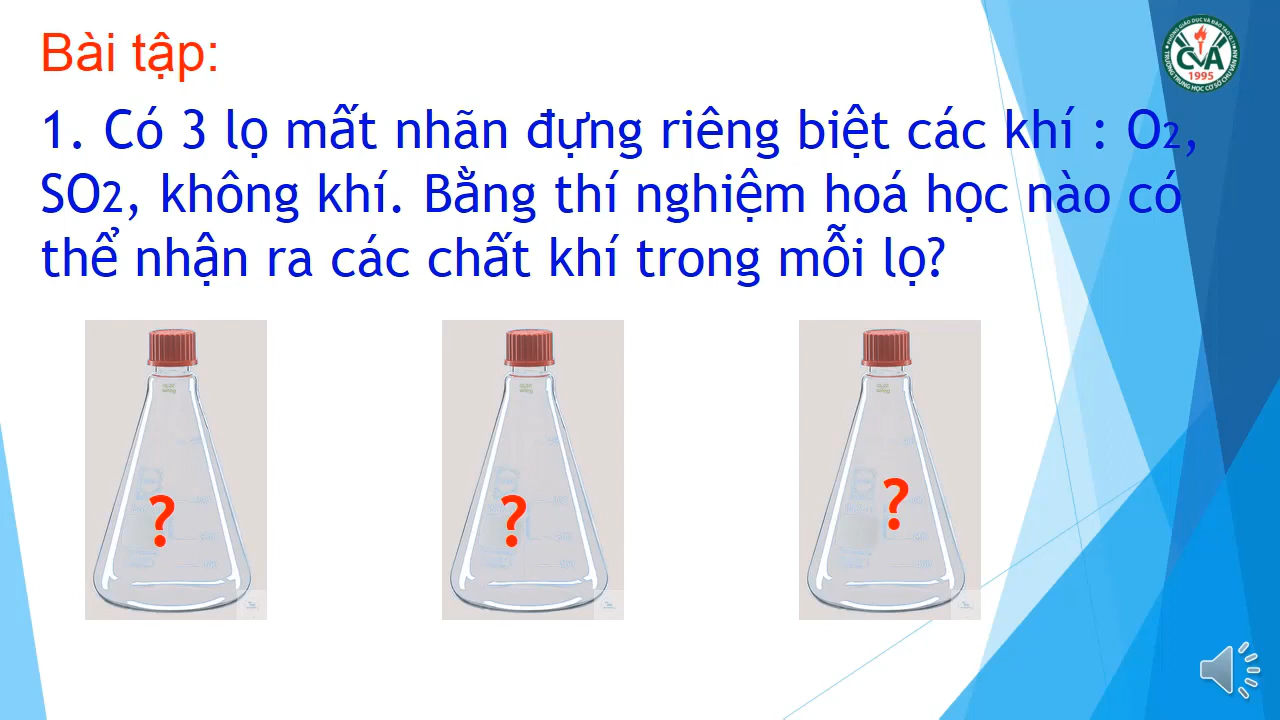 Bài tập:
1. Có 3 lọ mất nhãn đựng riêng biệt các khí : O₂,
SO₂, không khí. Bằng thí nghiệm hoá học nào có
thể nhận ra các chất khí trong mỗi lọ?
?
?
?
CVA
1995